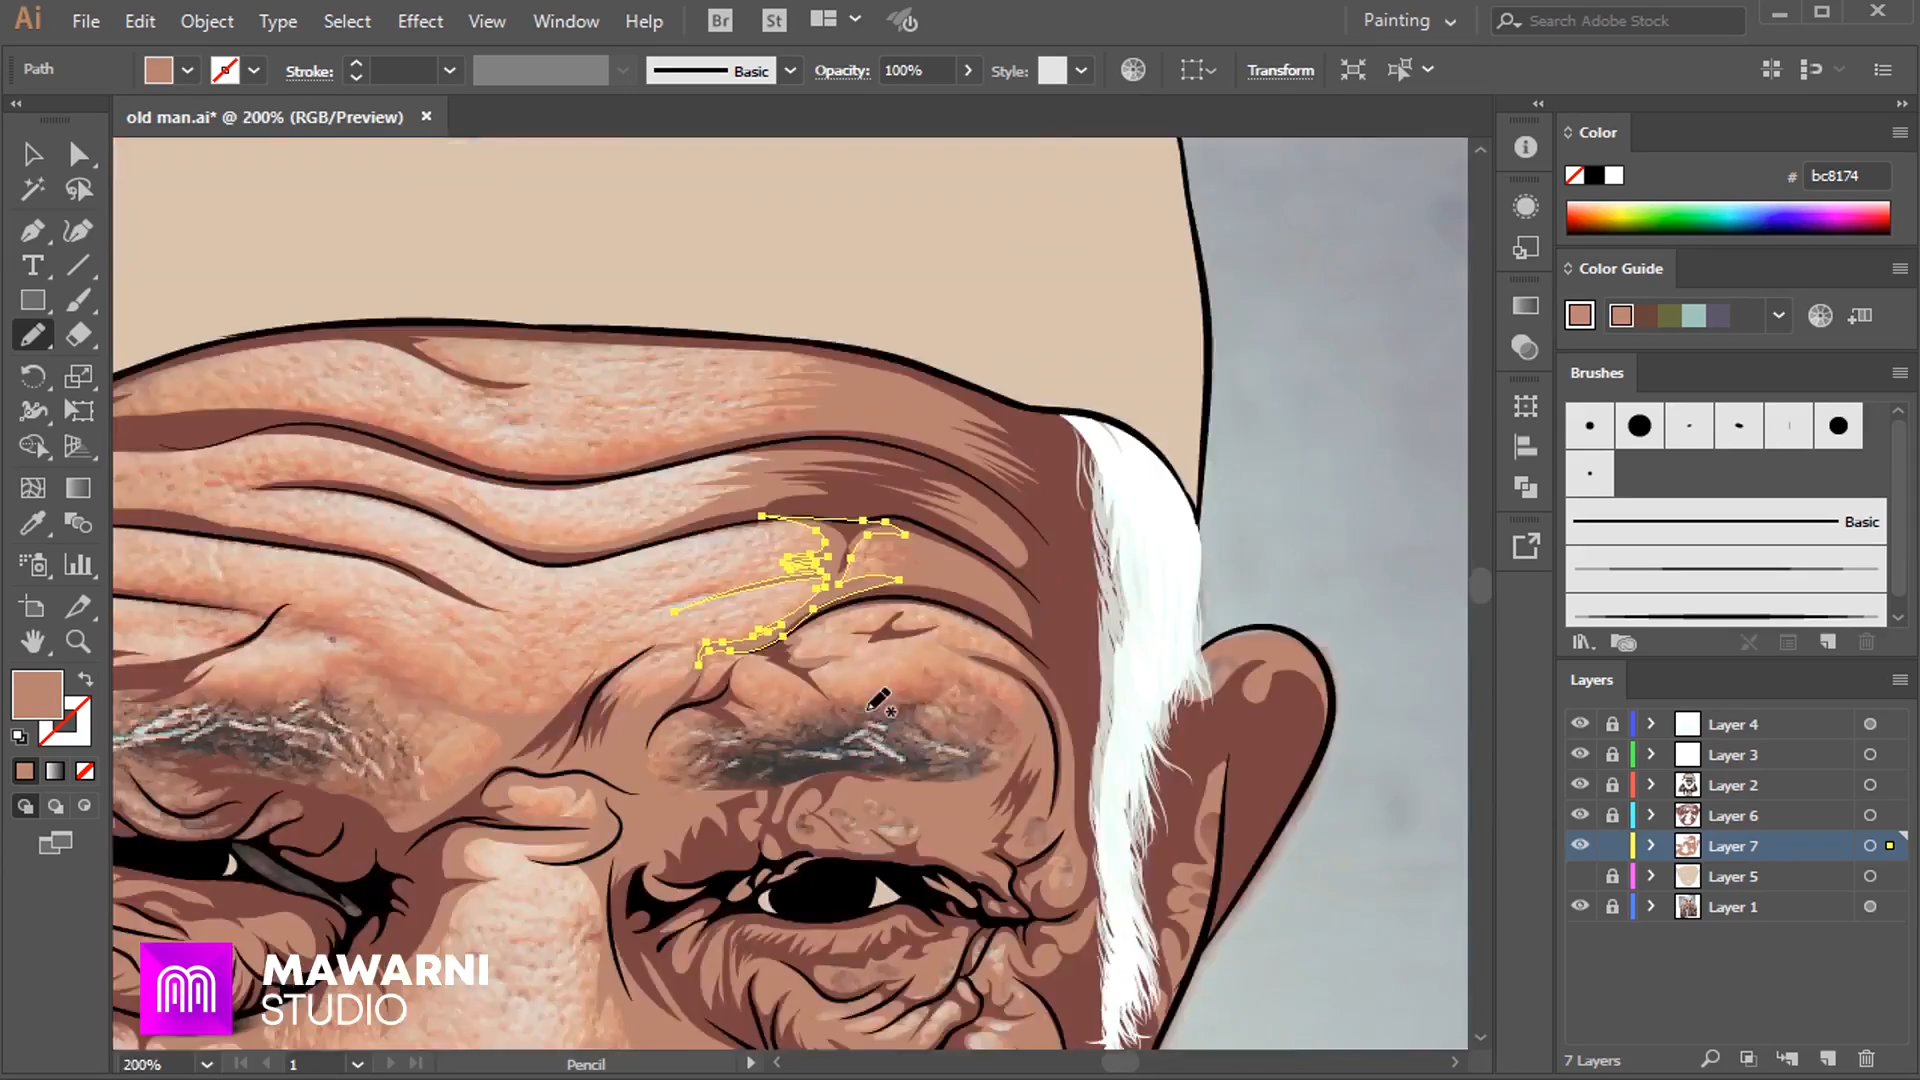 Ai File Edit Object Type Select Effect View Window Help Br St Painting Search Adobe Stock
Path Stroke: Basic Opacity: 100% Style: Transform
old man.ai* @ 200% (RGB/Preview)
Color
# bc8174
Color Guide
Brushes
Basic
Layers
Layer 4
Layer 3
Layer 2
Layer 6
Layer 7
Layer 5
Layer 1
MAWARNI
STUDIO
200% 1 Pencil 7 Layers